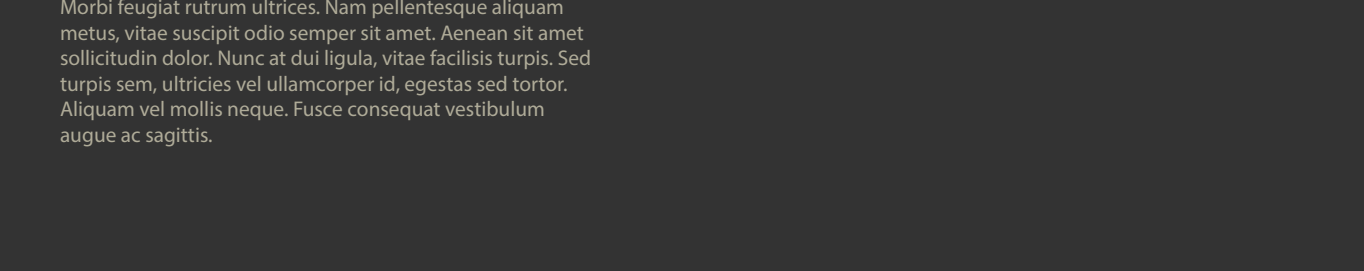 Morbi feugiat rutrum ultrices. Nam pellentesque aliquam
metus, vitae suscipit odio semper sit amet. Aenean sit amet
sollicitudin dolor. Nunc at dui ligula, vitae facilisis turpis. Sed
turpis sem, ultricies vel ullamcorper id, egestas sed tortor.
Aliquam vel mollis neque. Fusce consequat vestibulum
augue ac sagittis.